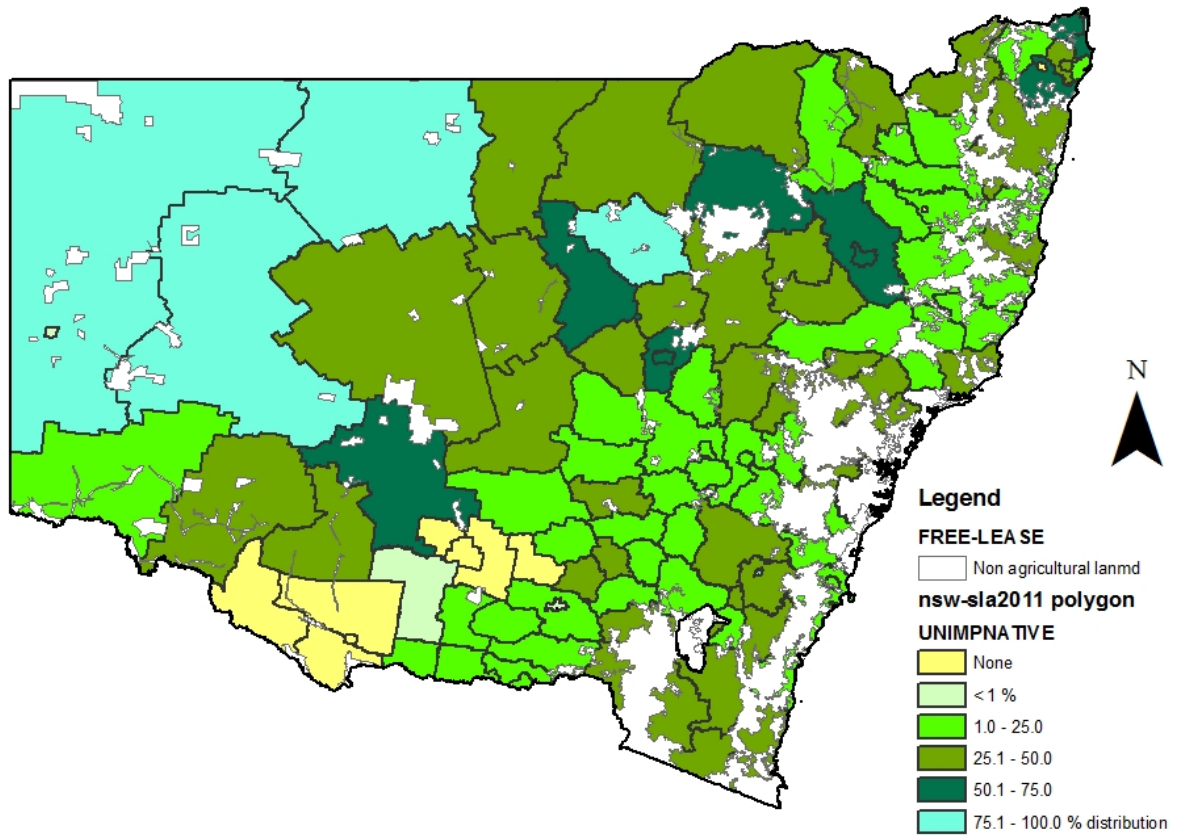 N
Legend
FREE-LEASE
Non agricultural lanmd
nsw-sla2011 polygon
UNIMPNATIVE
None
< 1 %
1.0 - 25.0
25.1 - 50.0
50.1 - 75.0
75.1 - 100.0 % distribution